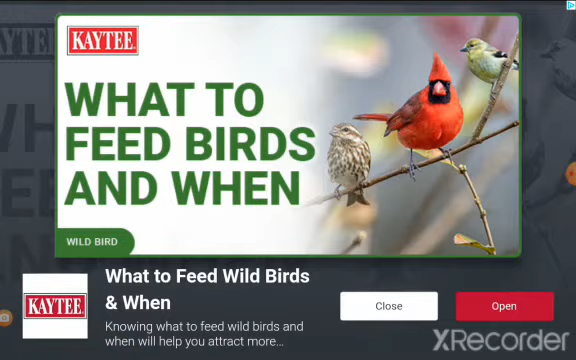 KAYTEE
WHAT TO
FEED BIRDS
AND WHEN
WILD BIRD
KAYTEE
What to Feed Wild Birds
& When
Knowing what to feed wild birds and
when will help you attract more...
Close
Open
XRecorder